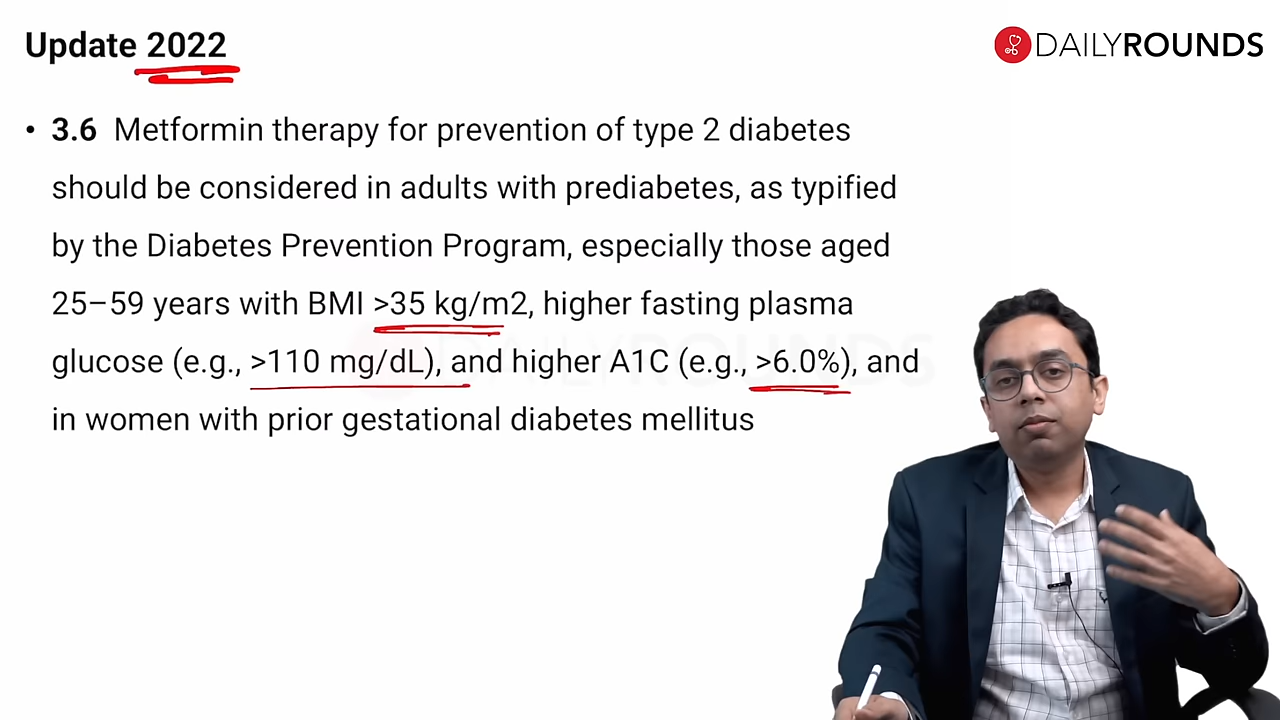 Update 2022
DAILYROUNDS
• 3.6 Metformin therapy for prevention of type 2 diabetes
should be considered in adults with prediabetes, as typified
by the Diabetes Prevention Program, especially those aged
25–59 years with BMI >35 kg/m2, higher fasting plasma
glucose (e.g., >110 mg/dL), and higher A1C (e.g., >6.0%), and
in women with prior gestational diabetes mellitus
DAILYROUNDS